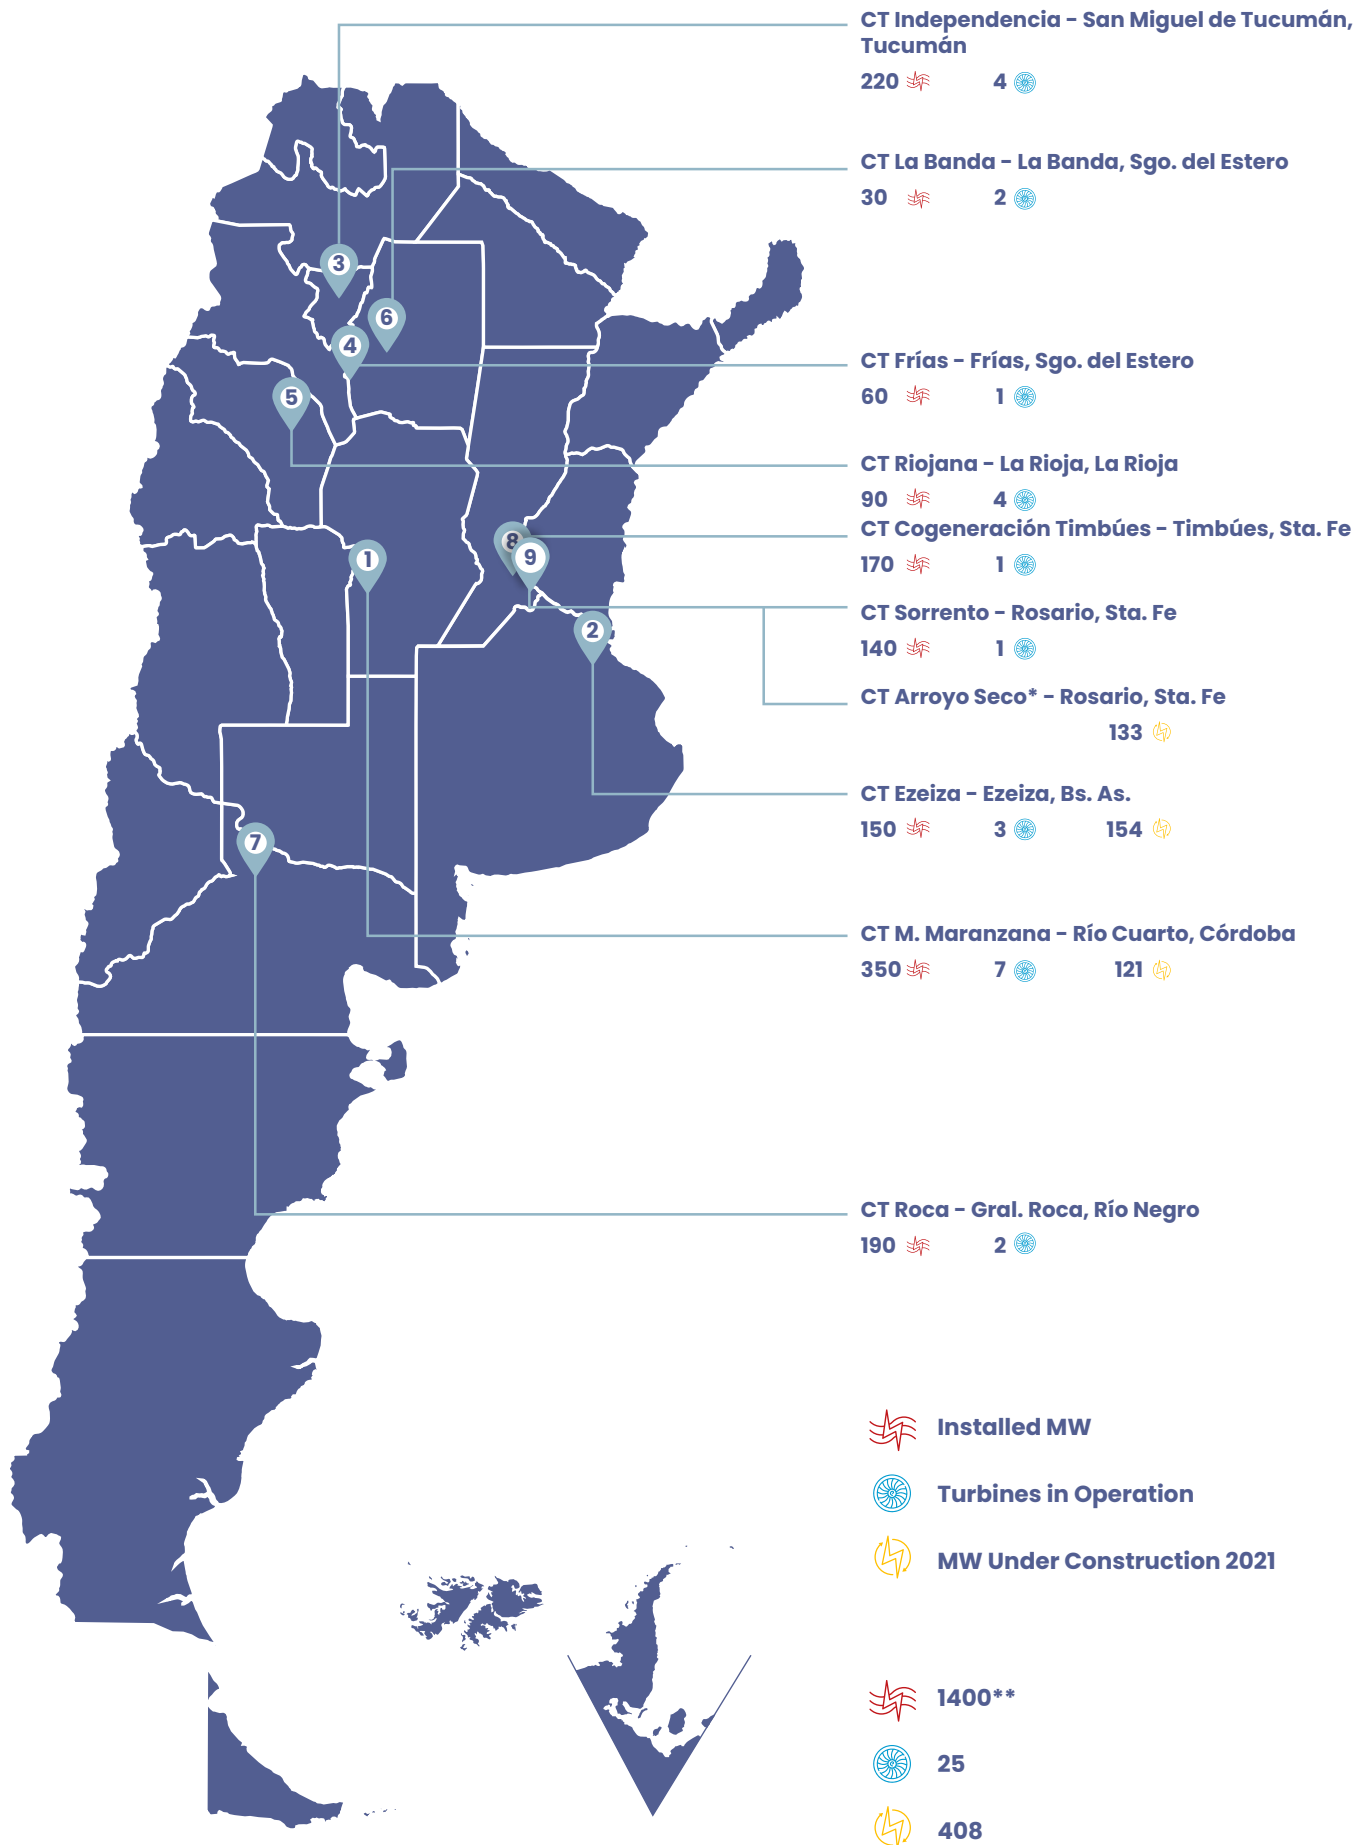 CT Independencia - San Miguel de Tucumán,
Tucumán
220 4
CT La Banda - La Banda, Sgo. del Estero
30 2
3
6
4
CT Frías - Frías, Sgo. del Estero
60 1
5
CT Riojana - La Rioja, La Rioja
90 4
CT Cogeneración Timbúes - Timbúes, Sta. Fe
170 1
8
9
1
CT Sorrento - Rosario, Sta. Fe
140 1
2
CT Arroyo Seco* - Rosario, Sta. Fe
133
CT Ezeiza - Ezeiza, Bs. As.
150 3 154
7
CT M. Maranzana - Río Cuarto, Córdoba
350 7 121
CT Roca - Gral. Roca, Río Negro
190 2
Installed MW
Turbines in Operation
MW Under Construction 2021
1400**
25
408